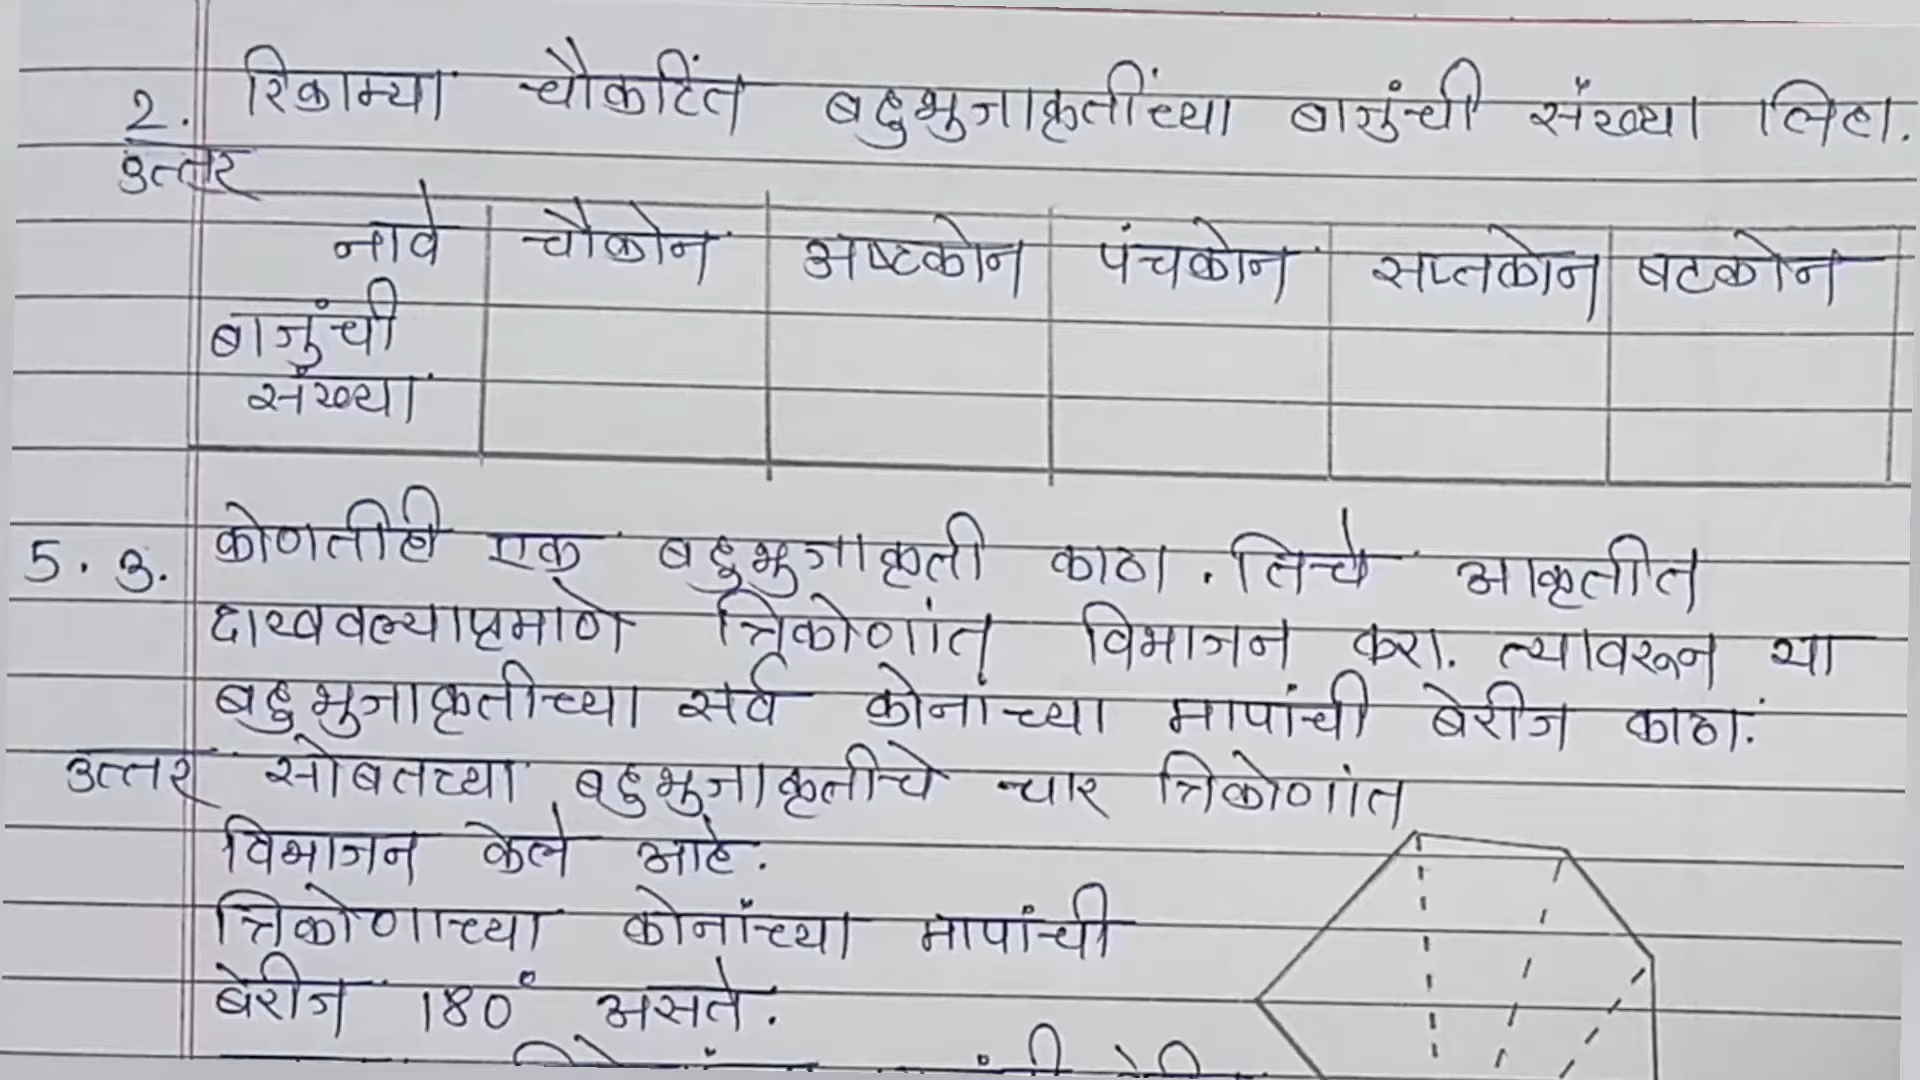 2. रिकाम्या चौकटिंत बहुभुजाकृतींच्या बाजुंची संख्या लिहा.
उत्तर
नावे चौकोन अष्टकोन पंचकोन सप्तकोन षटकोन
बाजुंची
संख्या
5. 3. कोणतीही एक बहुभुजाकृती काढा. तिचे आकृतीत
दाखवल्याप्रमाणे त्रिकोणांत विभाजन करा. त्यावरून या
बहुभुजाकृतीच्या सर्व कोनांच्या मापांची बेरीज काढा.
उत्तर सोबतच्या बहुभुजाकृतीचे चार त्रिकोणांत
विभाजन केले आहे.
त्रिकोणाच्या कोनांच्या मापांची
बेरीज 180° असते.